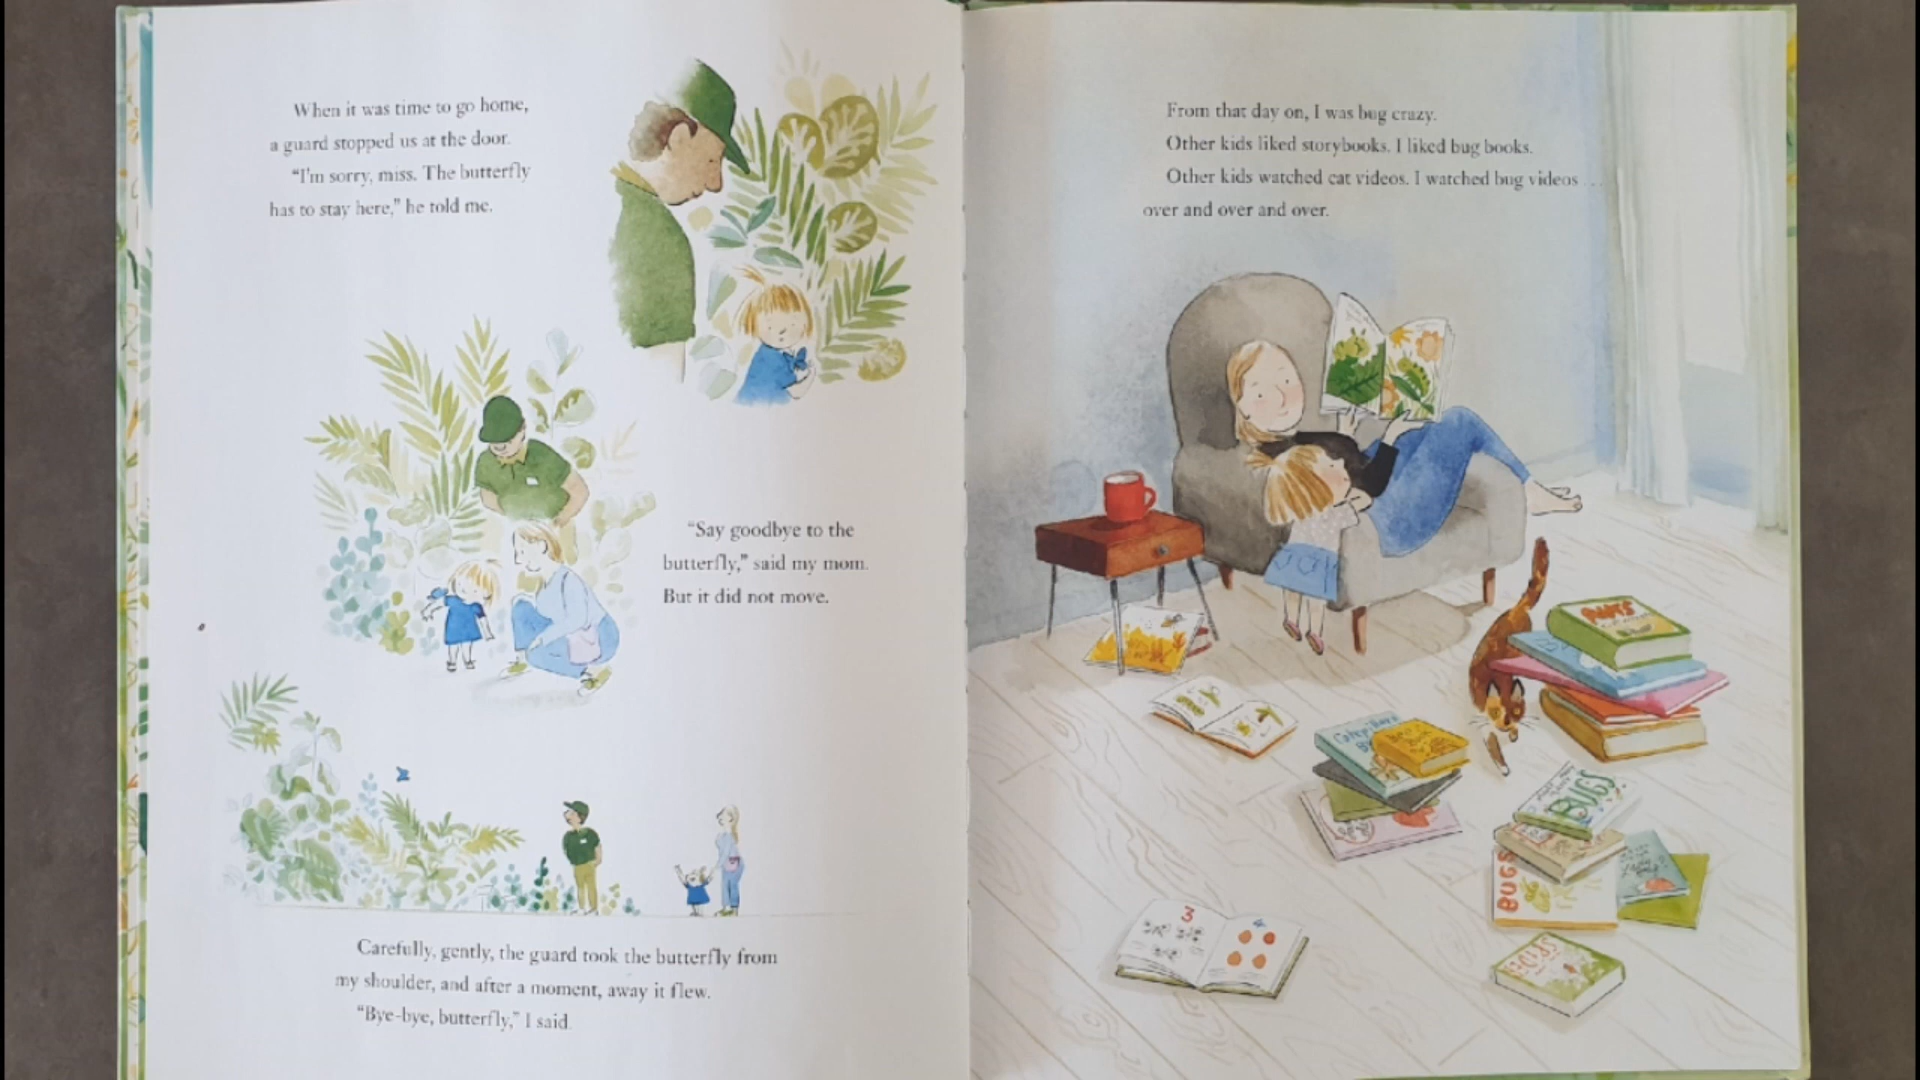 When it was time to go home,
a guard stopped us at the door.
“I'm sorry, miss. The butterfly
has to stay here,” he told me.
“Say goodbye to the
butterfly,” said my mom.
But it did not move.
Carefully, gently, the guard took the butterfly from
my shoulder, and after a moment, away it flew.
“Bye-bye, butterfly,” I said.
From that day on, I was bug crazy.
Other kids liked storybooks. I liked bug books.
Other kids watched cat videos. I watched bug videos . . .
over and over and over.
BUGS
BUGS
3
4